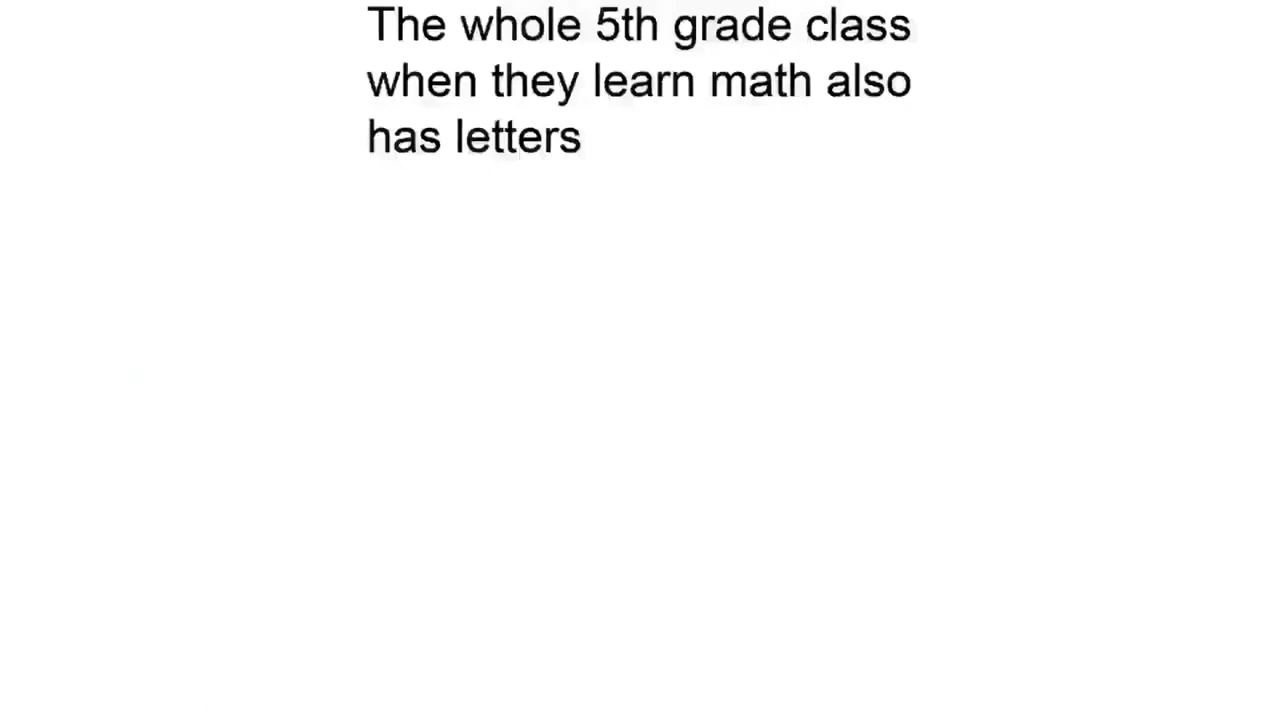 The whole 5th grade class
when they learn math also
has letters